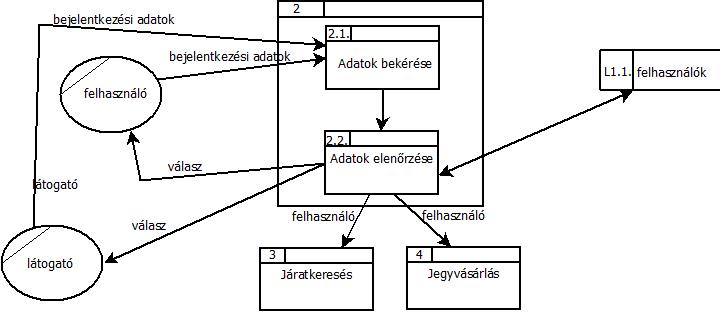 2
bejelentkezési adatok
2.1.
Adatok bekérése
bejelentkezési adatok
felhasználó
L1.1.
felhasználók
2.2.
Adatok elenőrzése
válasz
látogató
válasz
felhasználó
felhasználó
látogató
3
Járatkeresés
4
Jegyvásárlás